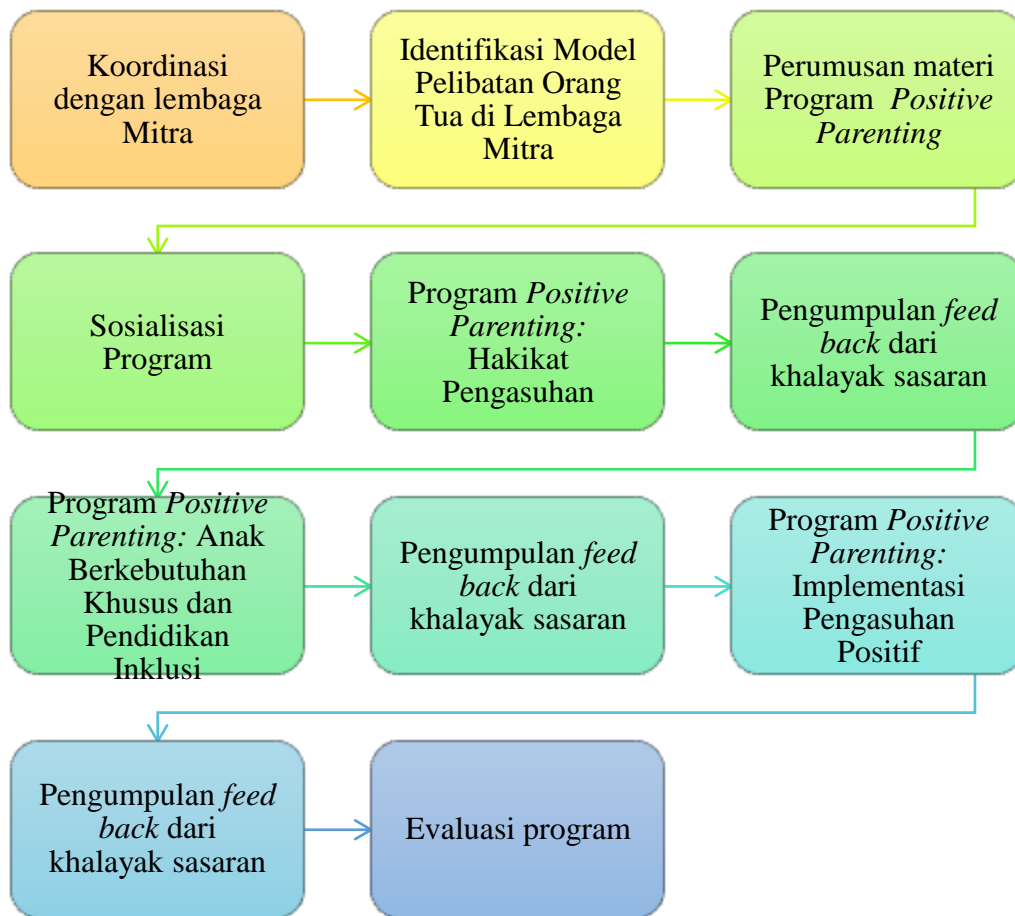 Koordinasi
dengan lembaga
Mitra
Identifikasi Model
Pelibatan Orang
Tua di Lembaga
Mitra
Perumusan materi
Program Positive
Parenting
Sosialisasi
Program
Program Positive
Parenting:
Hakikat
Pengasuhan
Pengumpulan feed
back dari
khalayak sasaran
Program Positive
Parenting: Anak
Berkebutuhan
Khusus dan
Pendidikan
Inklusi
Pengumpulan feed
back dari
khalayak sasaran
Program Positive
Parenting:
Implementasi
Pengasuhan
Positif
Pengumpulan feed
back dari
khalayak sasaran
Evaluasi program